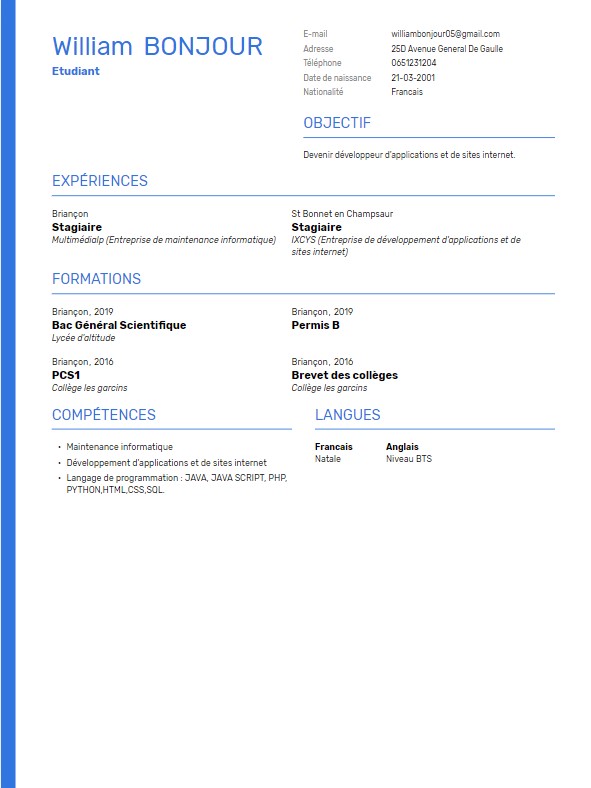 William BONJOUR
Etudiant
E-mail williambonjour05@gmail.com
Adresse 25D Avenue General De Gaulle
Téléphone 0651231204
Date de naissance 21-03-2001
Nationalité Francais
OBJECTIF
Devenir développeur d'applications et de sites internet.
EXPÉRIENCES
Briançon
Stagiaire
Multimédialp (Entreprise de maintenance informatique)
St Bonnet en Champsaur
Stagiaire
IXCYS (Entreprise de développement d'applications et de
sites internet)
FORMATIONS
Briançon, 2019
Bac Général Scientifique
Lycée d'altitude
Briançon, 2019
Permis B
Briançon, 2016
PCS1
Collège les garcins
Briançon, 2016
Brevet des collèges
Collège les garcins
COMPÉTENCES
• Maintenance informatique
• Développement d'applications et de sites internet
• Langage de programmation : JAVA, JAVA SCRIPT, PHP,
PYTHON,HTML,CSS,SQL.
LANGUES
Francais
Natale
Anglais
Niveau BTS